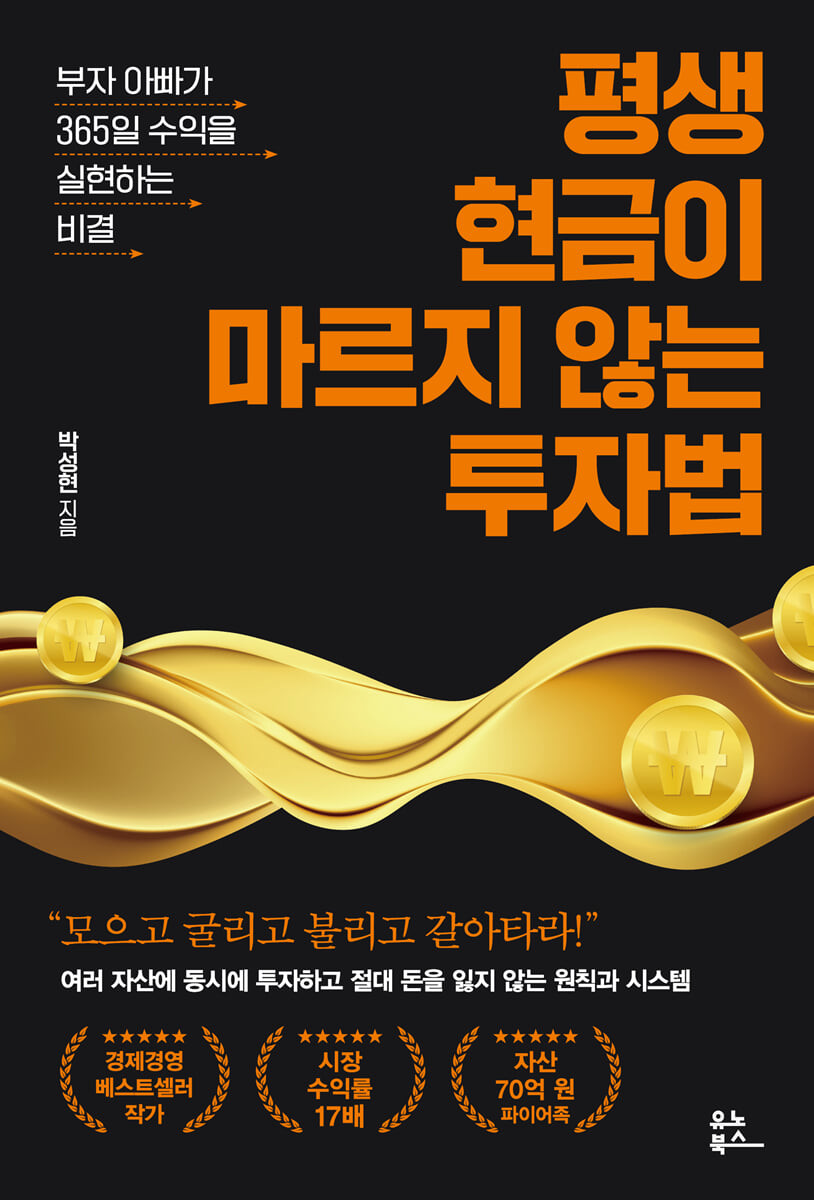 부자 아빠가
365일 수익을
실현하는
비결
평생
현금이
마르지 않는
투자법
박성현 지음
₩
₩
“모으고 굴리고 불리고 갈아타라!”
여러 자산에 동시에 투자하고 절대 돈을 잃지 않는 원칙과 시스템
★★★★★
경제경영
베스트셀러
작가
★★★★★
시장
수익률
17배
★★★★★
자산
70억 원
파이어족
유노
북스